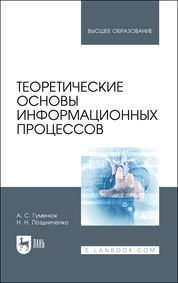 ВЫСШЕЕ ОБРАЗОВАНИЕ
ТЕОРЕТИЧЕСКИЕ
ОСНОВЫ
ИНФОРМАЦИОННЫХ
ПРОЦЕССОВ
А. С. Гуменюк
Н. Н. Поздниченко
ЛАНЬ
E.LANBOOK.COM